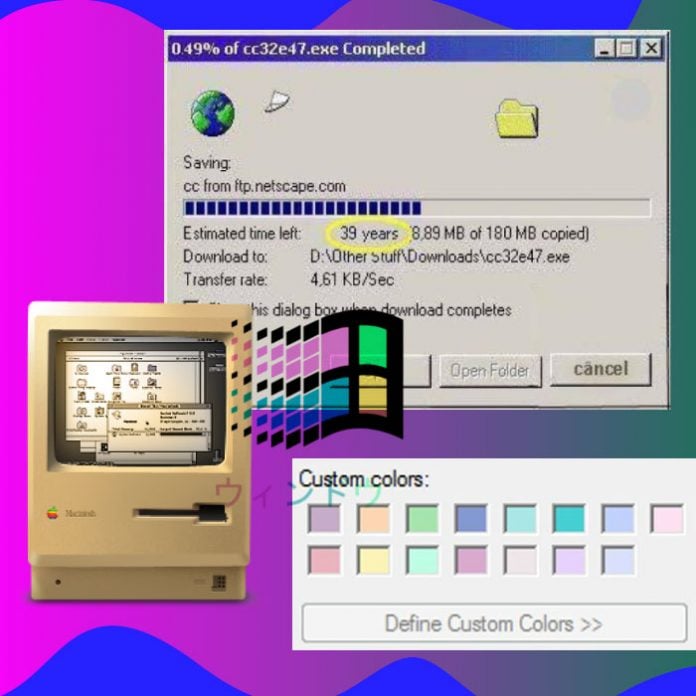 0.49% of cc32e47.exe Completed
Saving:
cc from ftp.netscape.com
Estimated time left: 39 years (8,89 MB of 180 MB copied)
Download to: D:\Other Stuff\Downloads\cc32e47.exe
Transfer rate: 4,61 KB/Sec
this dialog box when download completes
Open Folder
câncel
Macintosh
ウィンドウ
Custom colors:
Define Custom Colors >>